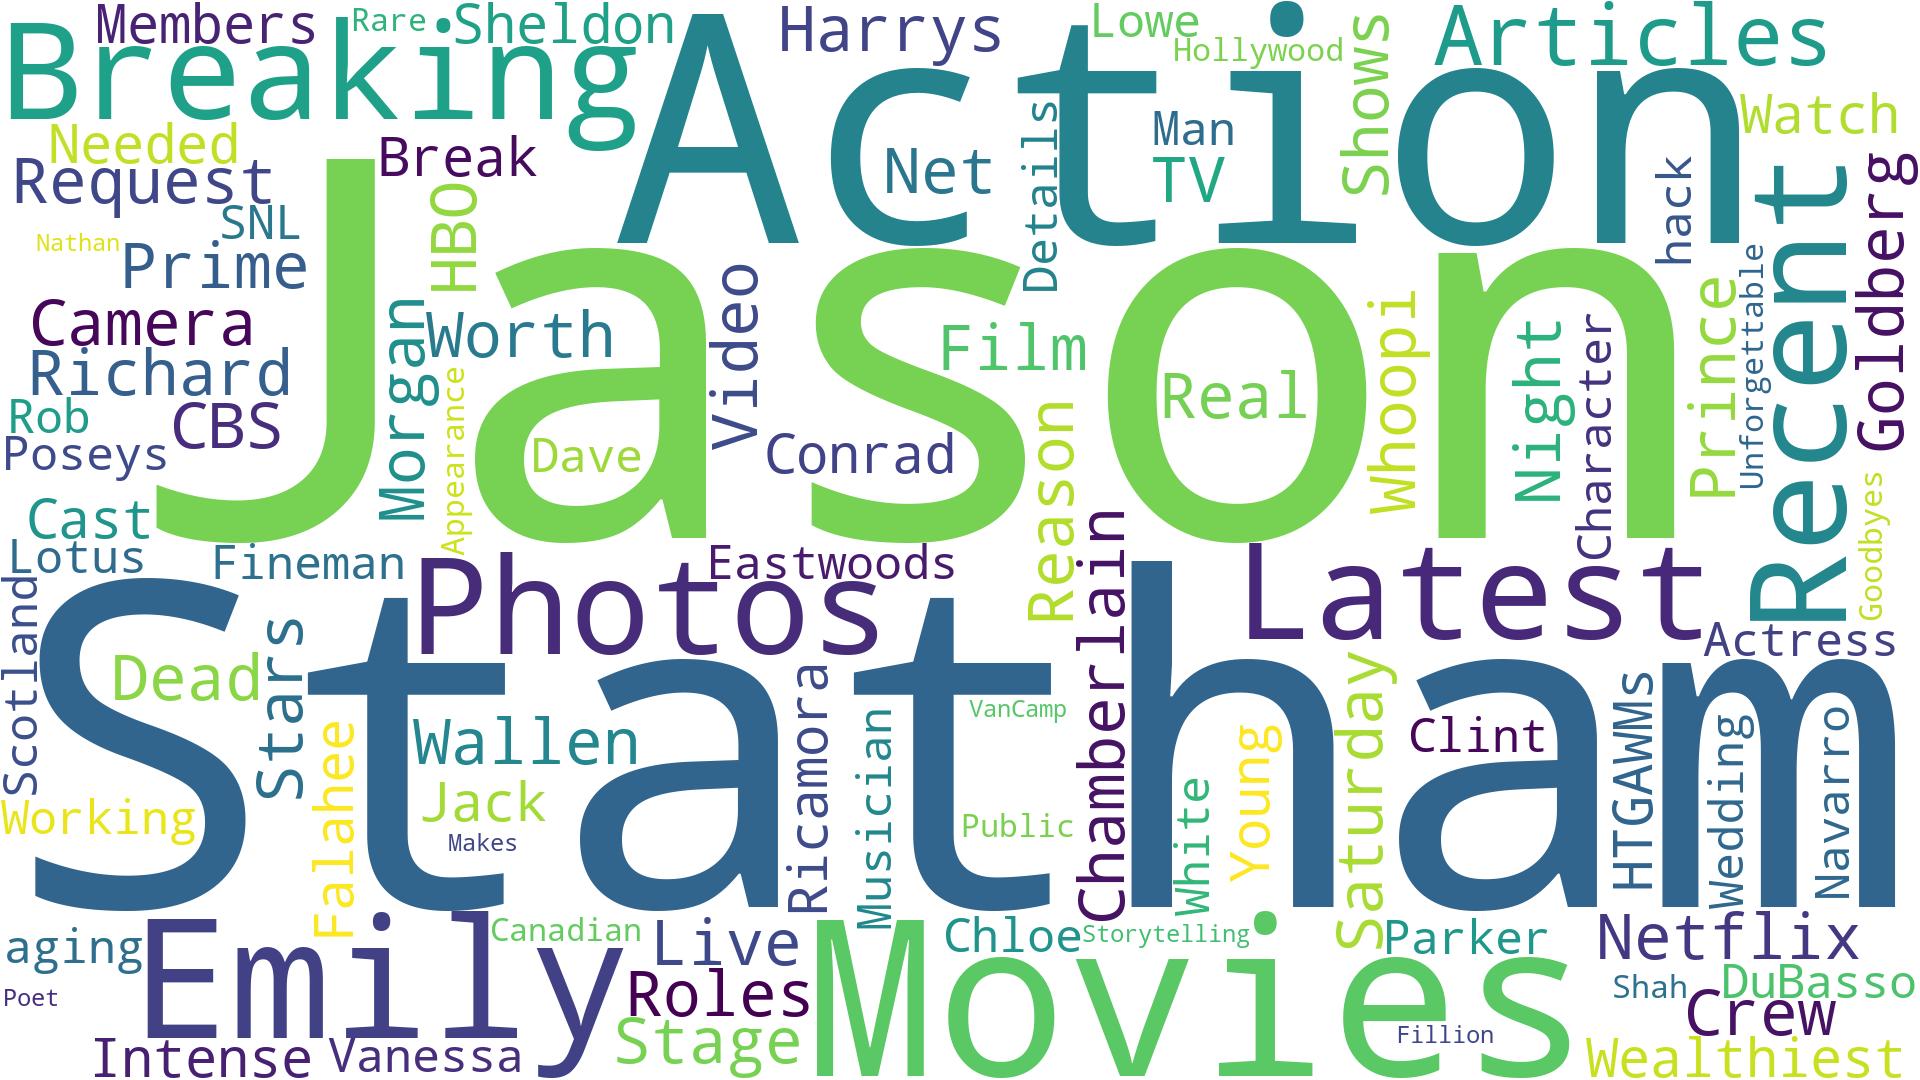 Members
Rare
Sheldon
Harrys
Lowe
Hollywood
Shows
Articles
Breaking
Action
Watch
Needed
Request
Break
Net
Details
Man
TV
hack
Recent
Goldberg
SNL
Nathan
Prime
HBO
Jason
Camera
Richard
Morgan
Worth
Video
Film
Real
Whoopi
Night
Character
Prince
Unforgettable
Rob
CBS
Poseys
Appearance
Dave
Conrad
Reason
Goodbyes
Cast
Lotus
Fineman
Photos
Eastwoods
Chamberlain
Latest
Actress
Scotland
Statham
Dead
Stars
Falahee
Wallen
Jack
Makes
Ricamora
Musician
VanCamp
Public
White
Young
Saturday
Clint
HTGAWMs
Wedding
Navarro
Working
aging
Poet
Emily
Canadian
Live
Roles
Stage
Movies
Chloe
Storytelling
Parker
Netflix
Shah
DuBasso
Crew
Fillion
Intense
Vanessa
Wealthiest